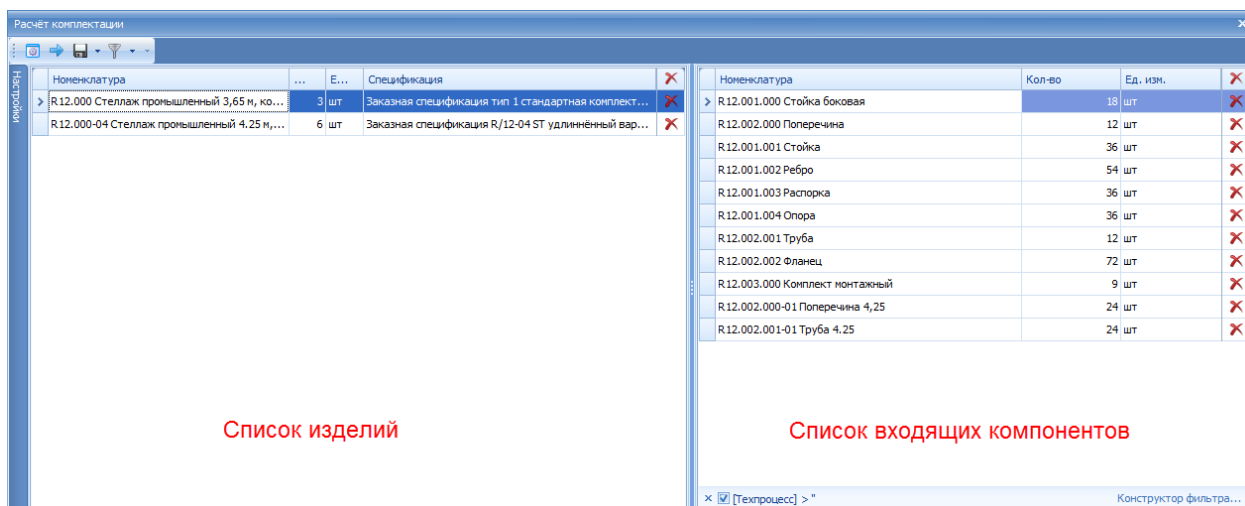 Расчёт комплектации
Настройки
Номенклатура ... Е... Спецификация
R12.000 Стеллаж промышленный 3,65 м, ко... 3 шт Заказная спецификация тип 1 стандартная комплект...
R12.000-04 Стеллаж промышленный 4.25 м,... 6 шт Заказная спецификация R/12-04 ST удлиннённый вар...
Список изделий
Номенклатура Кол-во Ед. изм.
R12.001.000 Стойка боковая 18 шт
R12.002.000 Поперечина 12 шт
R12.001.001 Стойка 36 шт
R12.001.002 Ребро 54 шт
R12.001.003 Распорка 36 шт
R12.001.004 Опора 36 шт
R12.002.001 Труба 12 шт
R12.002.002 Фланец 72 шт
R12.003.000 Комплект монтажный 9 шт
R12.002.000-01 Поперечина 4,25 24 шт
R12.002.001-01 Труба 4.25 24 шт
Список входящих компонентов
[Техпроцесс] > '' Конструктор фильтра...